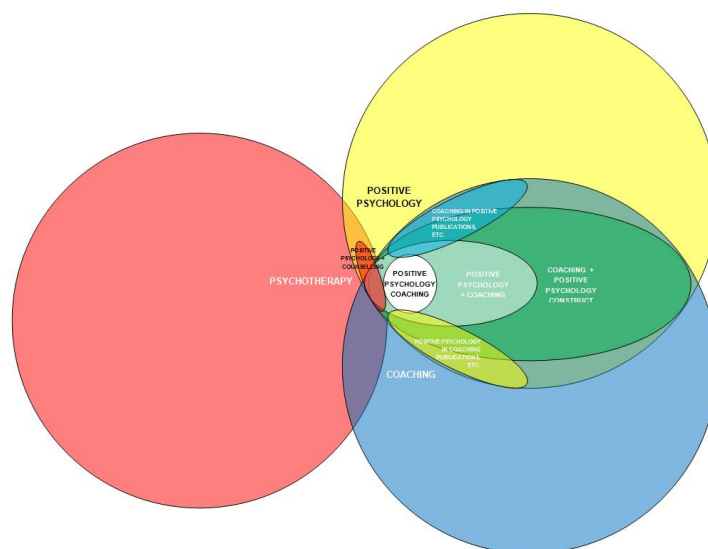 POSITIVE
PSYCHOLOGY
COACHING IN POSITIVE
PSYCHOLOGY
PUBLICATIONS,
ETC.
POSITIVE
PSYCHOLOGY+
COUNSELLING
PSYCHOTHERAPY
POSITIVE
PSYCHOLOGY
COACHING
POSITIVE
PSYCHOLOGY
+ COACHING
COACHING +
POSITIVE
PSYCHOLOGY
CONSTRUCT
POSITIVE PSYCHOLOGY
IN COACHING
PUBLICATIONS,
ETC.
COACHING